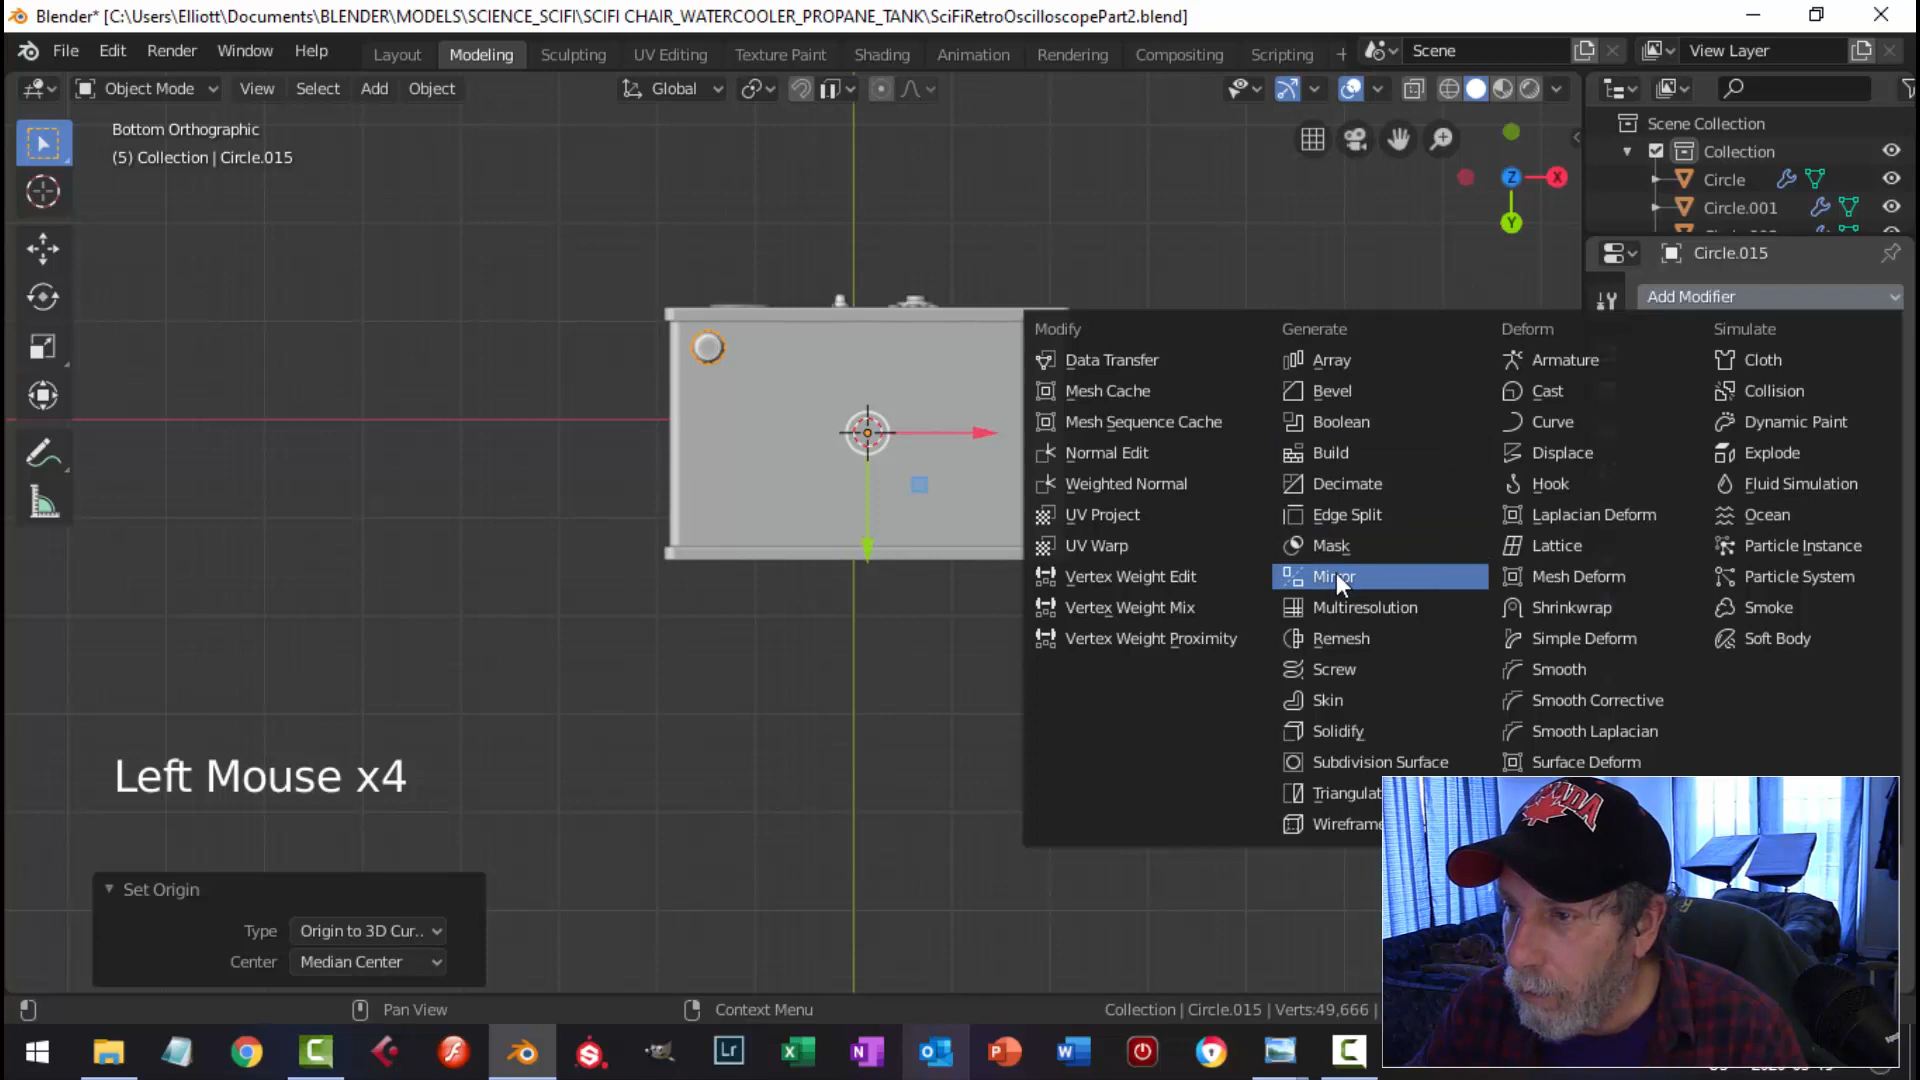 Blender* [C:\Users\Elliott\Documents\BLENDER\MODELS\SCIENCE_SCIFI\SCIFI CHAIR_WATERCOOLER_PROPANE_TANK\SciFiRetroOscilloscopePart2.blend]
File Edit Render Window Help Layout Modeling Sculpting UV Editing Texture Paint Shading Animation Rendering Compositing Scripting + Scene View Layer
Object Mode View Select Add Object Global
Bottom Orthographic
(5) Collection | Circle.015
Scene Collection
Collection
Circle
Circle.001
Z X
Y
Circle.015
Add Modifier
Modify Generate Deform Simulate
Data Transfer Array Armature Cloth
Mesh Cache Bevel Cast Collision
Mesh Sequence Cache Boolean Curve Dynamic Paint
Normal Edit Build Displace Explode
Weighted Normal Decimate Hook Fluid Simulation
UV Project Edge Split Laplacian Deform Ocean
UV Warp Mask Lattice Particle Instance
Vertex Weight Edit Mirror Mesh Deform Particle System
Vertex Weight Mix Multiresolution Shrinkwrap Smoke
Vertex Weight Proximity Remesh Simple Deform Soft Body
Screw Smooth
Skin Smooth Corrective
Solidify Smooth Laplacian
Subdivision Surface Surface Deform
Triangulat
Wireframe
Left Mouse x4
Set Origin
Type Origin to 3D Cur..
Center Median Center
Pan View Context Menu Collection | Circle.015 | Verts:49,666 |
CANADA
Lr